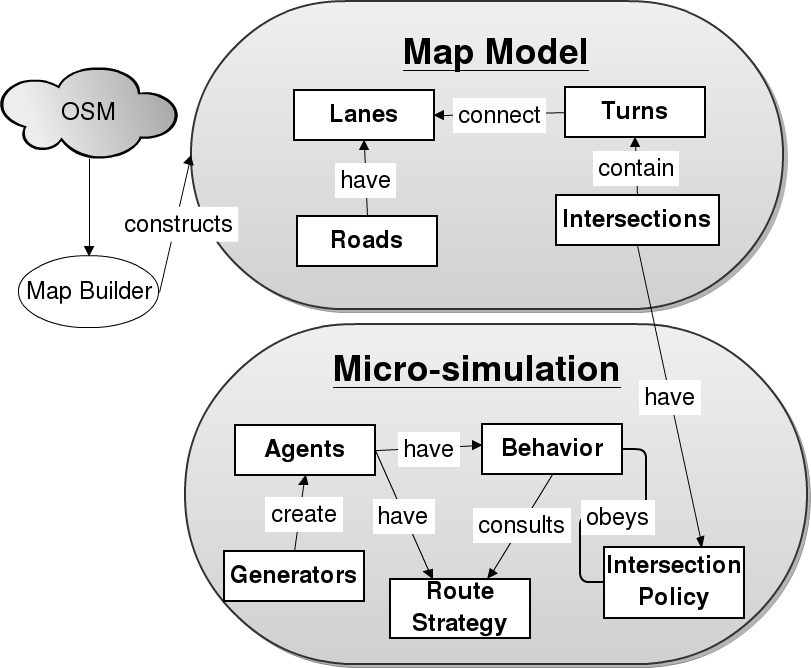 Map Model
OSM
Lanes
connect
Turns
have
contain
constructs
Roads
Intersections
Map Builder
Micro-simulation
have
Agents
have
Behavior
create
have
consults
obeys
Generators
Route
Strategy
Intersection
Policy